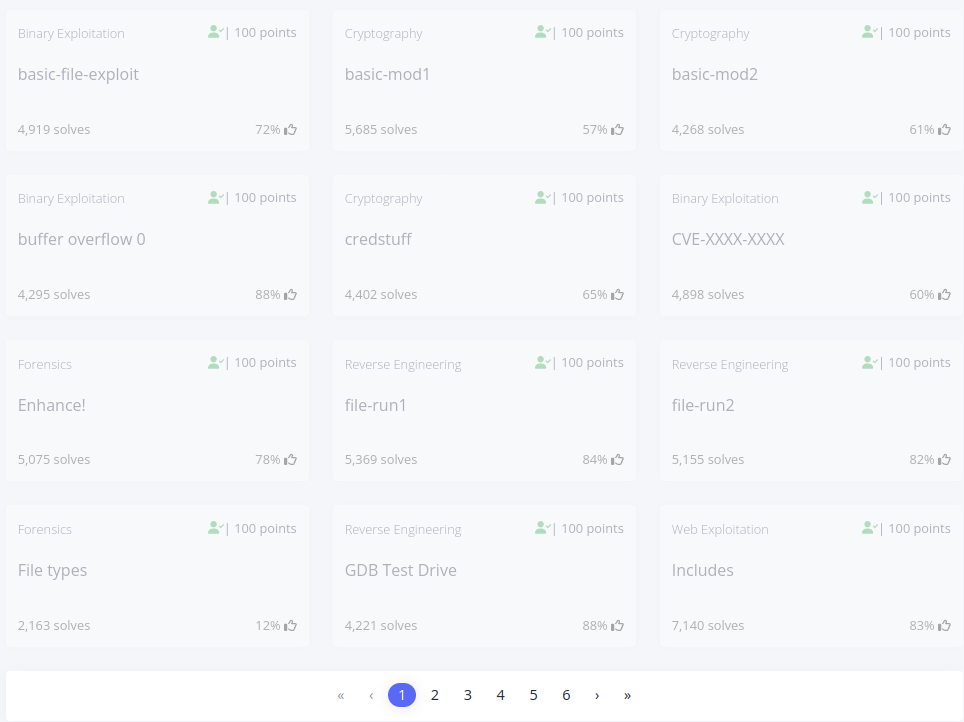 Binary Exploitation | 100 points
basic-file-exploit
4,919 solves 72%
Cryptography | 100 points
basic-mod1
5,685 solves 57%
Cryptography | 100 points
basic-mod2
4,268 solves 61%
Binary Exploitation | 100 points
buffer overflow 0
4,295 solves 88%
Cryptography | 100 points
credstuff
4,402 solves 65%
Binary Exploitation | 100 points
CVE-XXXX-XXXX
4,898 solves 60%
Forensics | 100 points
Enhance!
5,075 solves 78%
Reverse Engineering | 100 points
file-run1
5,369 solves 84%
Reverse Engineering | 100 points
file-run2
5,155 solves 82%
Forensics | 100 points
File types
2,163 solves 12%
Reverse Engineering | 100 points
GDB Test Drive
4,221 solves 88%
Web Exploitation | 100 points
Includes
7,140 solves 83%
« ‹ 1 2 3 4 5 6 › »